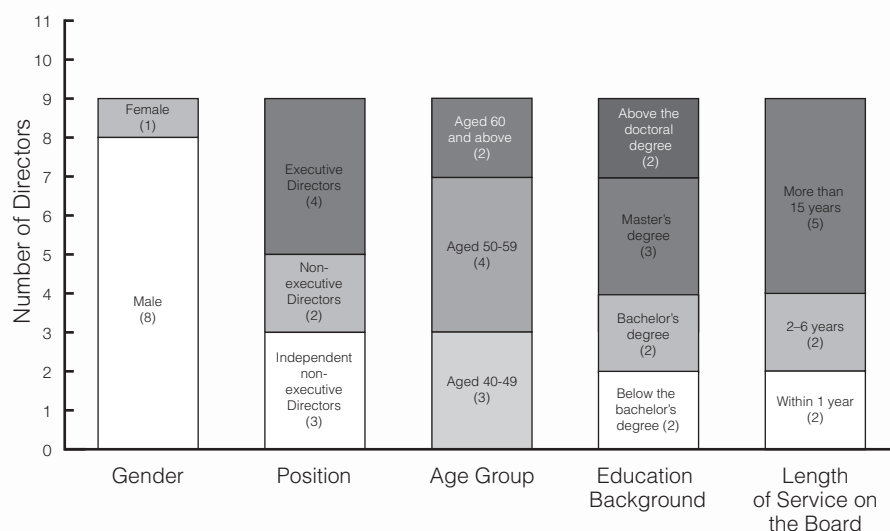 11
10
9
8
7
6
5
4
3
2
1
0
Number of Directors
Female
(1)
Male
(8)
Gender
Executive
Directors
(4)
Non-
executive
Directors
(2)
Independent
non-
executive
Directors
(3)
Position
Aged 60
and above
(2)
Aged 50-59
(4)
Aged 40-49
(3)
Age Group
Above the
doctoral
degree
(2)
Master's
degree
(3)
Bachelor's
degree
(2)
Below the
bachelor's
degree (2)
Education
Background
More than
15 years
(5)
2–6 years
(2)
Within 1 year
(2)
Length
of Service on
the Board